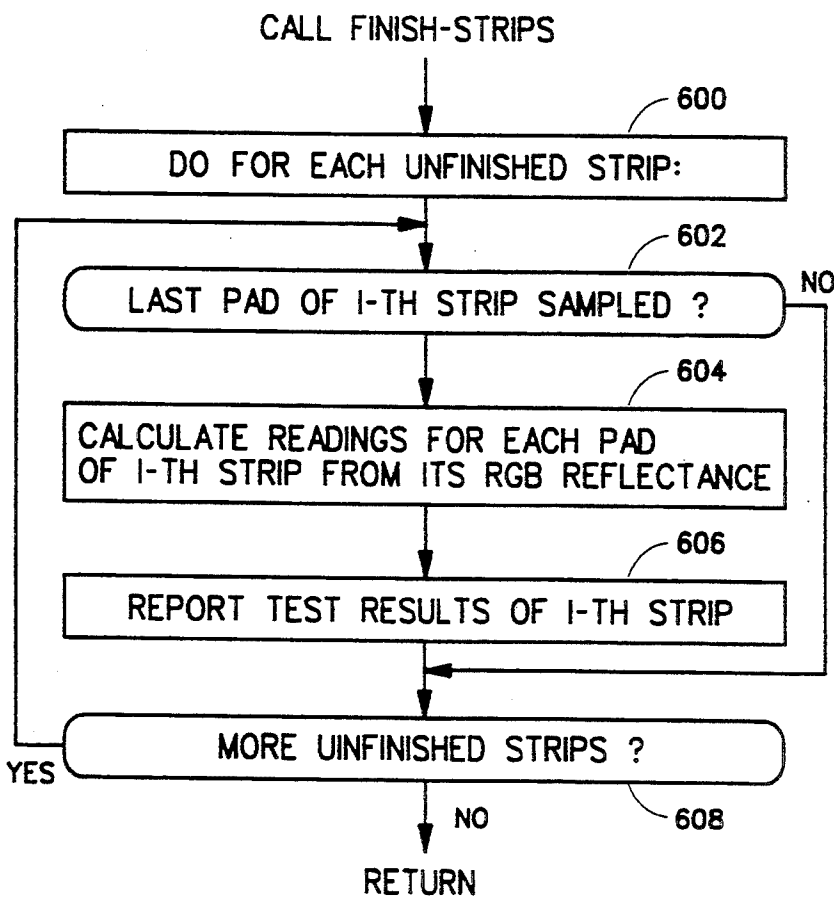 CALL FINISH-STRIPS
600
DO FOR EACH UNFINISHED STRIP:
602
LAST PAD OF I-TH STRIP SAMPLED ?
NO
604
CALCULATE READINGS FOR EACH PAD
OF I-TH STRIP FROM ITS RGB REFLECTANCE
606
REPORT TEST RESULTS OF I-TH STRIP
MORE UINFINISHED STRIPS ?
YES
608
NO
RETURN